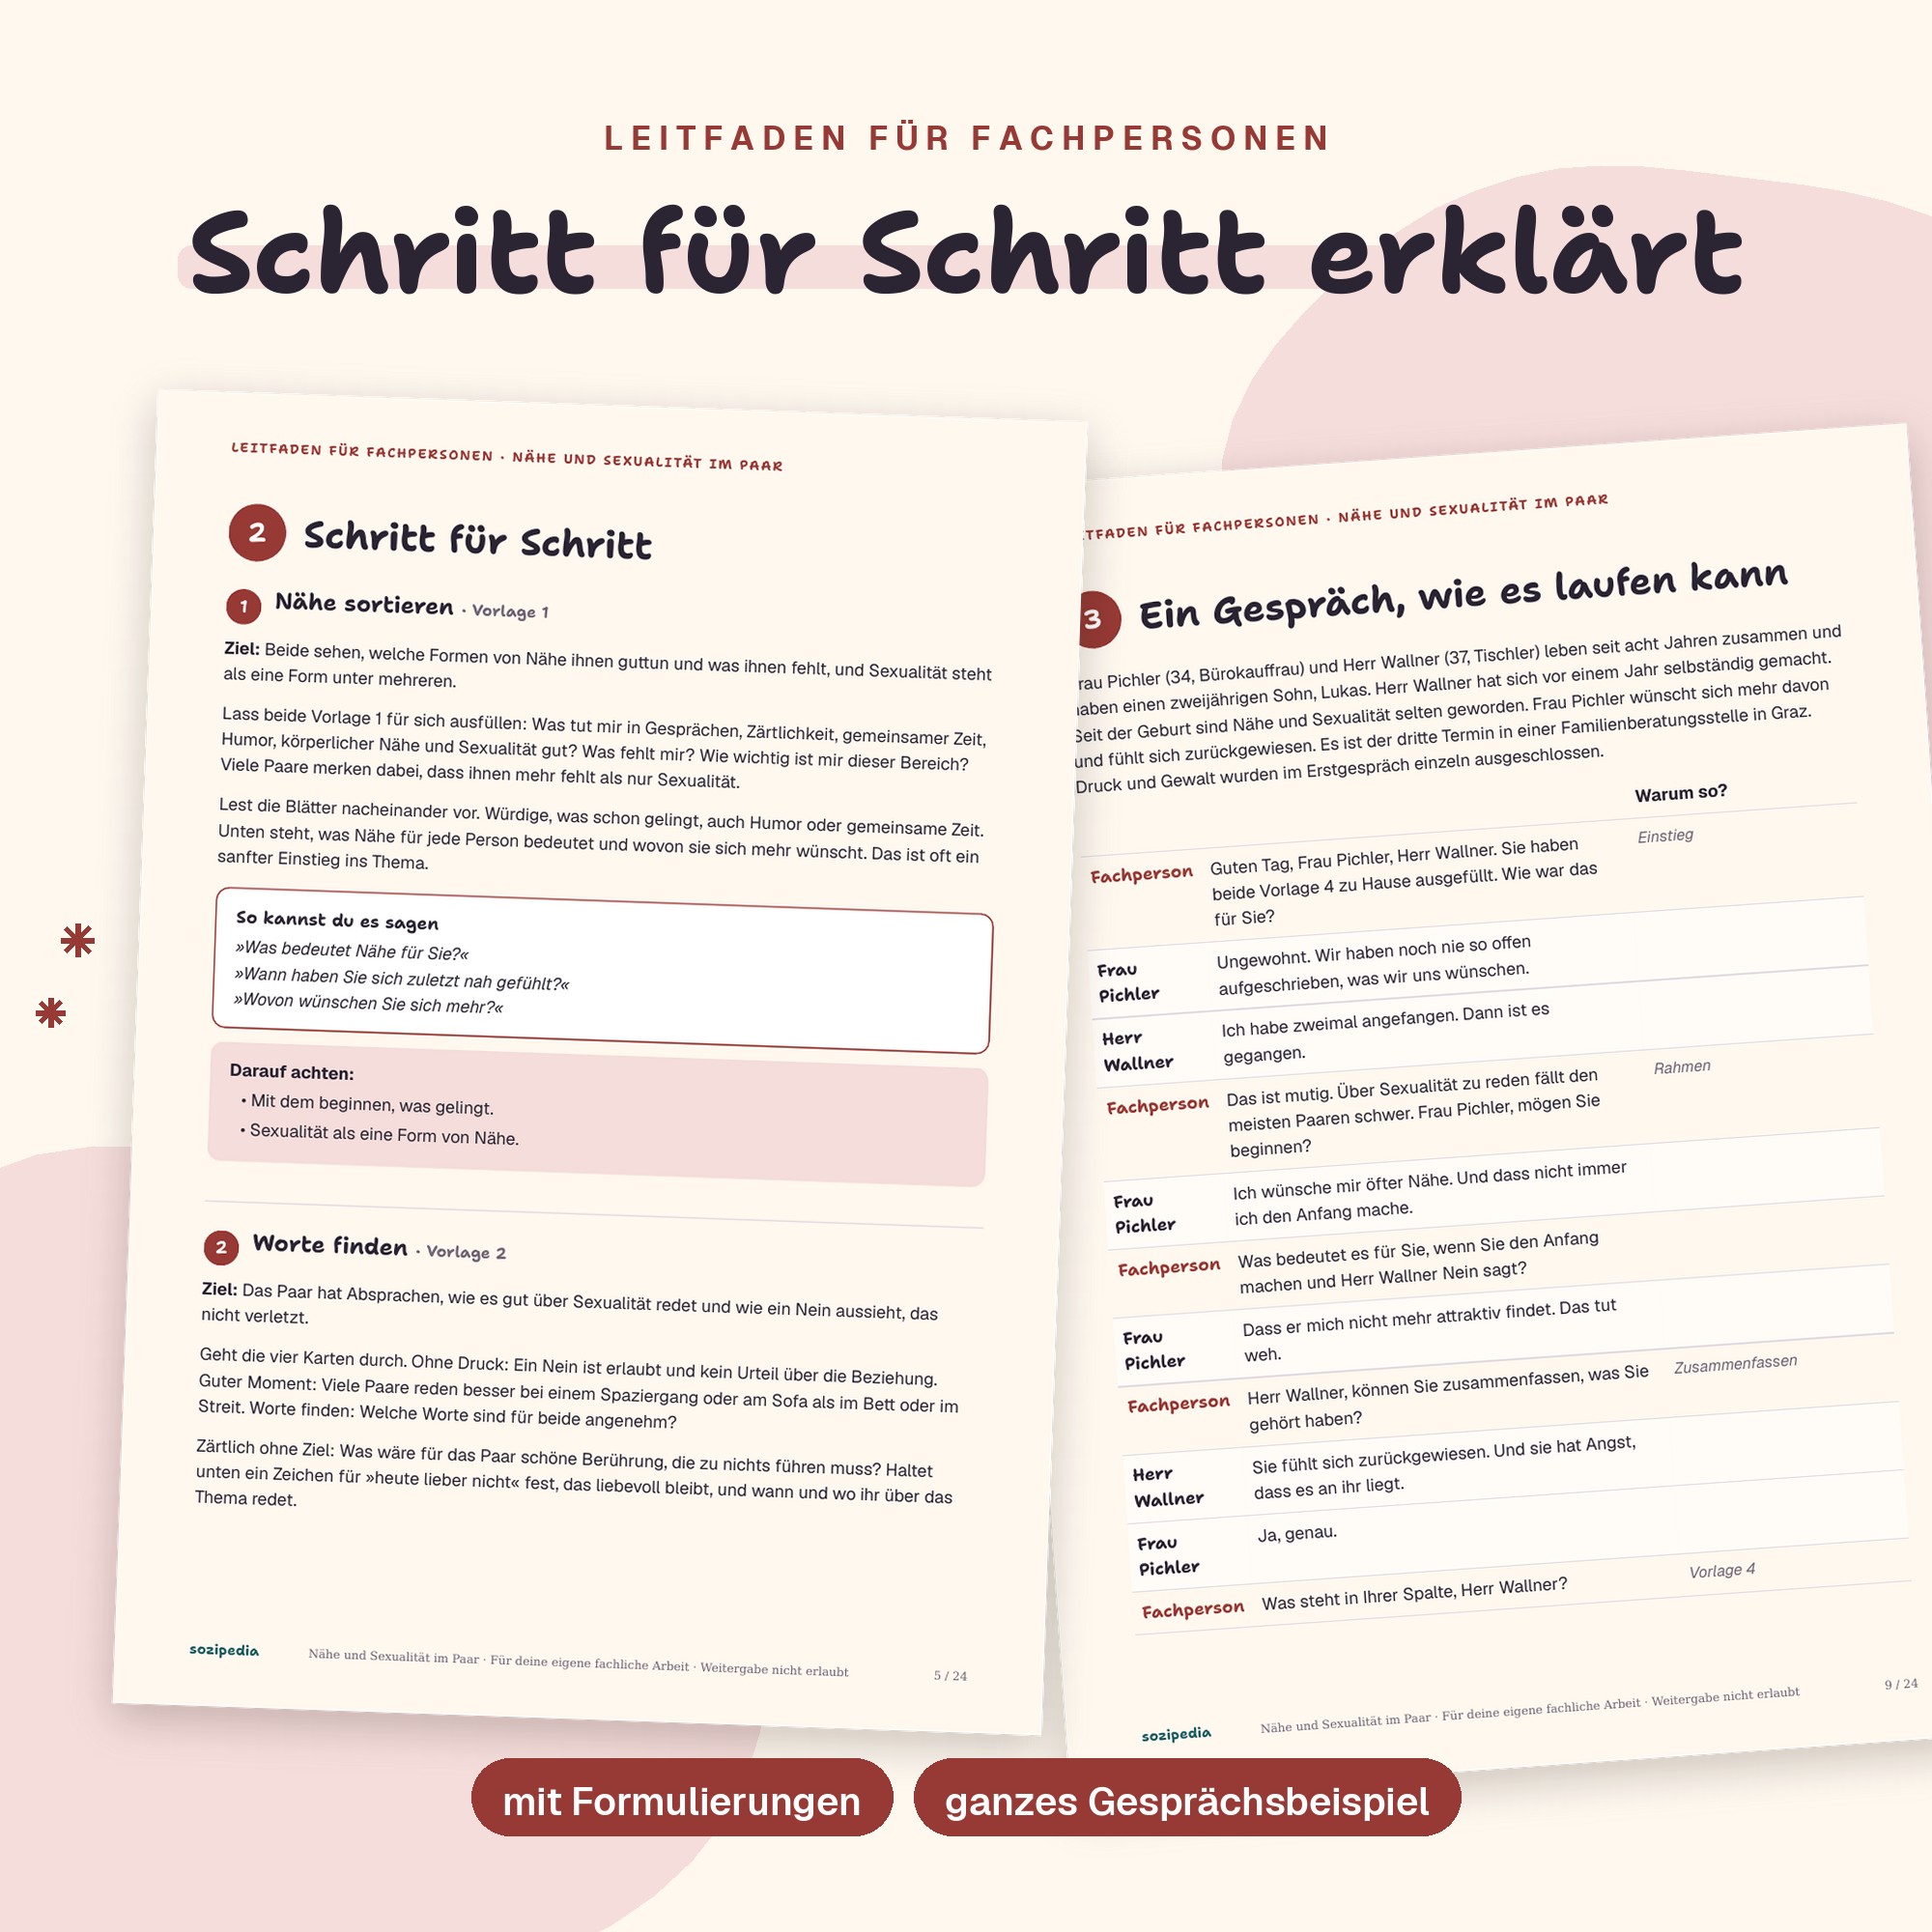 LEITFADEN FÜR FACHPERSONEN
Schritt für Schritt erklärt
LEITFADEN FÜR FACHPERSONEN · NÄHE UND SEXUALITÄT IM PAAR
2 Schritt für Schritt
1 Nähe sortieren · Vorlage 1
Ziel: Beide sehen, welche Formen von Nähe ihnen guttun und was ihnen fehlt, und Sexualität steht
als eine Form unter mehreren.
Lass beide Vorlage 1 für sich ausfüllen: Was tut mir in Gesprächen, Zärtlichkeit, gemeinsamer Zeit,
Humor, körperlicher Nähe und Sexualität gut? Was fehlt mir? Wie wichtig ist mir dieser Bereich?
Viele Paare merken dabei, dass ihnen mehr fehlt als nur Sexualität.
Lest die Blätter nacheinander vor. Würdige, was schon gelingt, auch Humor oder gemeinsame Zeit.
Unten steht, was Nähe für jede Person bedeutet und wovon sie sich mehr wünscht. Das ist oft ein
sanfter Einstieg ins Thema.
So kannst du es sagen
»Was bedeutet Nähe für Sie?«
»Wann haben Sie sich zuletzt nah gefühlt?«
»Wovon wünschen Sie sich mehr?«
Darauf achten:
• Mit dem beginnen, was gelingt.
• Sexualität als eine Form von Nähe.
2 Worte finden · Vorlage 2
Ziel: Das Paar hat Absprachen, wie es gut über Sexualität redet und wie ein Nein aussieht, das
nicht verletzt.
Geht die vier Karten durch. Ohne Druck: Ein Nein ist erlaubt und kein Urteil über die Beziehung.
Guter Moment: Viele Paare reden besser bei einem Spaziergang oder am Sofa als im Bett oder im
Streit. Worte finden: Welche Worte sind für beide angenehm?
Zärtlich ohne Ziel: Was wäre für das Paar schöne Berührung, die zu nichts führen muss? Haltet
unten ein Zeichen für »heute lieber nicht« fest, das liebevoll bleibt, und wann und wo ihr über das
Thema redet.
sozipedia Nähe und Sexualität im Paar · Für deine eigene fachliche Arbeit · Weitergabe nicht erlaubt 5 / 24
TFADEN FÜR FACHPERSONEN · NÄHE UND SEXUALITÄT IM PAAR
3 Ein Gespräch, wie es laufen kann
rau Pichler (34, Bürokauffrau) und Herr Wallner (37, Tischler) leben seit acht Jahren zusammen und
aben einen zweijährigen Sohn, Lukas. Herr Wallner hat sich vor einem Jahr selbständig gemacht.
Seit der Geburt sind Nähe und Sexualität selten geworden. Frau Pichler wünscht sich mehr davon
und fühlt sich zurückgewiesen. Es ist der dritte Termin in einer Familienberatungsstelle in Graz.
Druck und Gewalt wurden im Erstgespräch einzeln ausgeschlossen.
Warum so?
Fachperson Guten Tag, Frau Pichler, Herr Wallner. Sie haben Einstieg
beide Vorlage 4 zu Hause ausgefüllt. Wie war das
für Sie?
Frau Ungewohnt. Wir haben noch nie so offen
Pichler aufgeschrieben, was wir uns wünschen.
Herr Ich habe zweimal angefangen. Dann ist es
Wallner gegangen.
Fachperson Das ist mutig. Über Sexualität zu reden fällt den Rahmen
meisten Paaren schwer. Frau Pichler, mögen Sie
beginnen?
Frau Ich wünsche mir öfter Nähe. Und dass nicht immer
Pichler ich den Anfang mache.
Fachperson Was bedeutet es für Sie, wenn Sie den Anfang
machen und Herr Wallner Nein sagt?
Frau Dass er mich nicht mehr attraktiv findet. Das tut
Pichler weh.
Fachperson Herr Wallner, können Sie zusammenfassen, was Sie Zusammenfassen
gehört haben?
Herr Sie fühlt sich zurückgewiesen. Und sie hat Angst,
Wallner dass es an ihr liegt.
Frau Ja, genau.
Pichler
Fachperson Was steht in Ihrer Spalte, Herr Wallner? Vorlage 4
sozipedia Nähe und Sexualität im Paar · Für deine eigene fachliche Arbeit · Weitergabe nicht erlaubt 9 / 24
mit Formulierungen
ganzes Gesprächsbeispiel